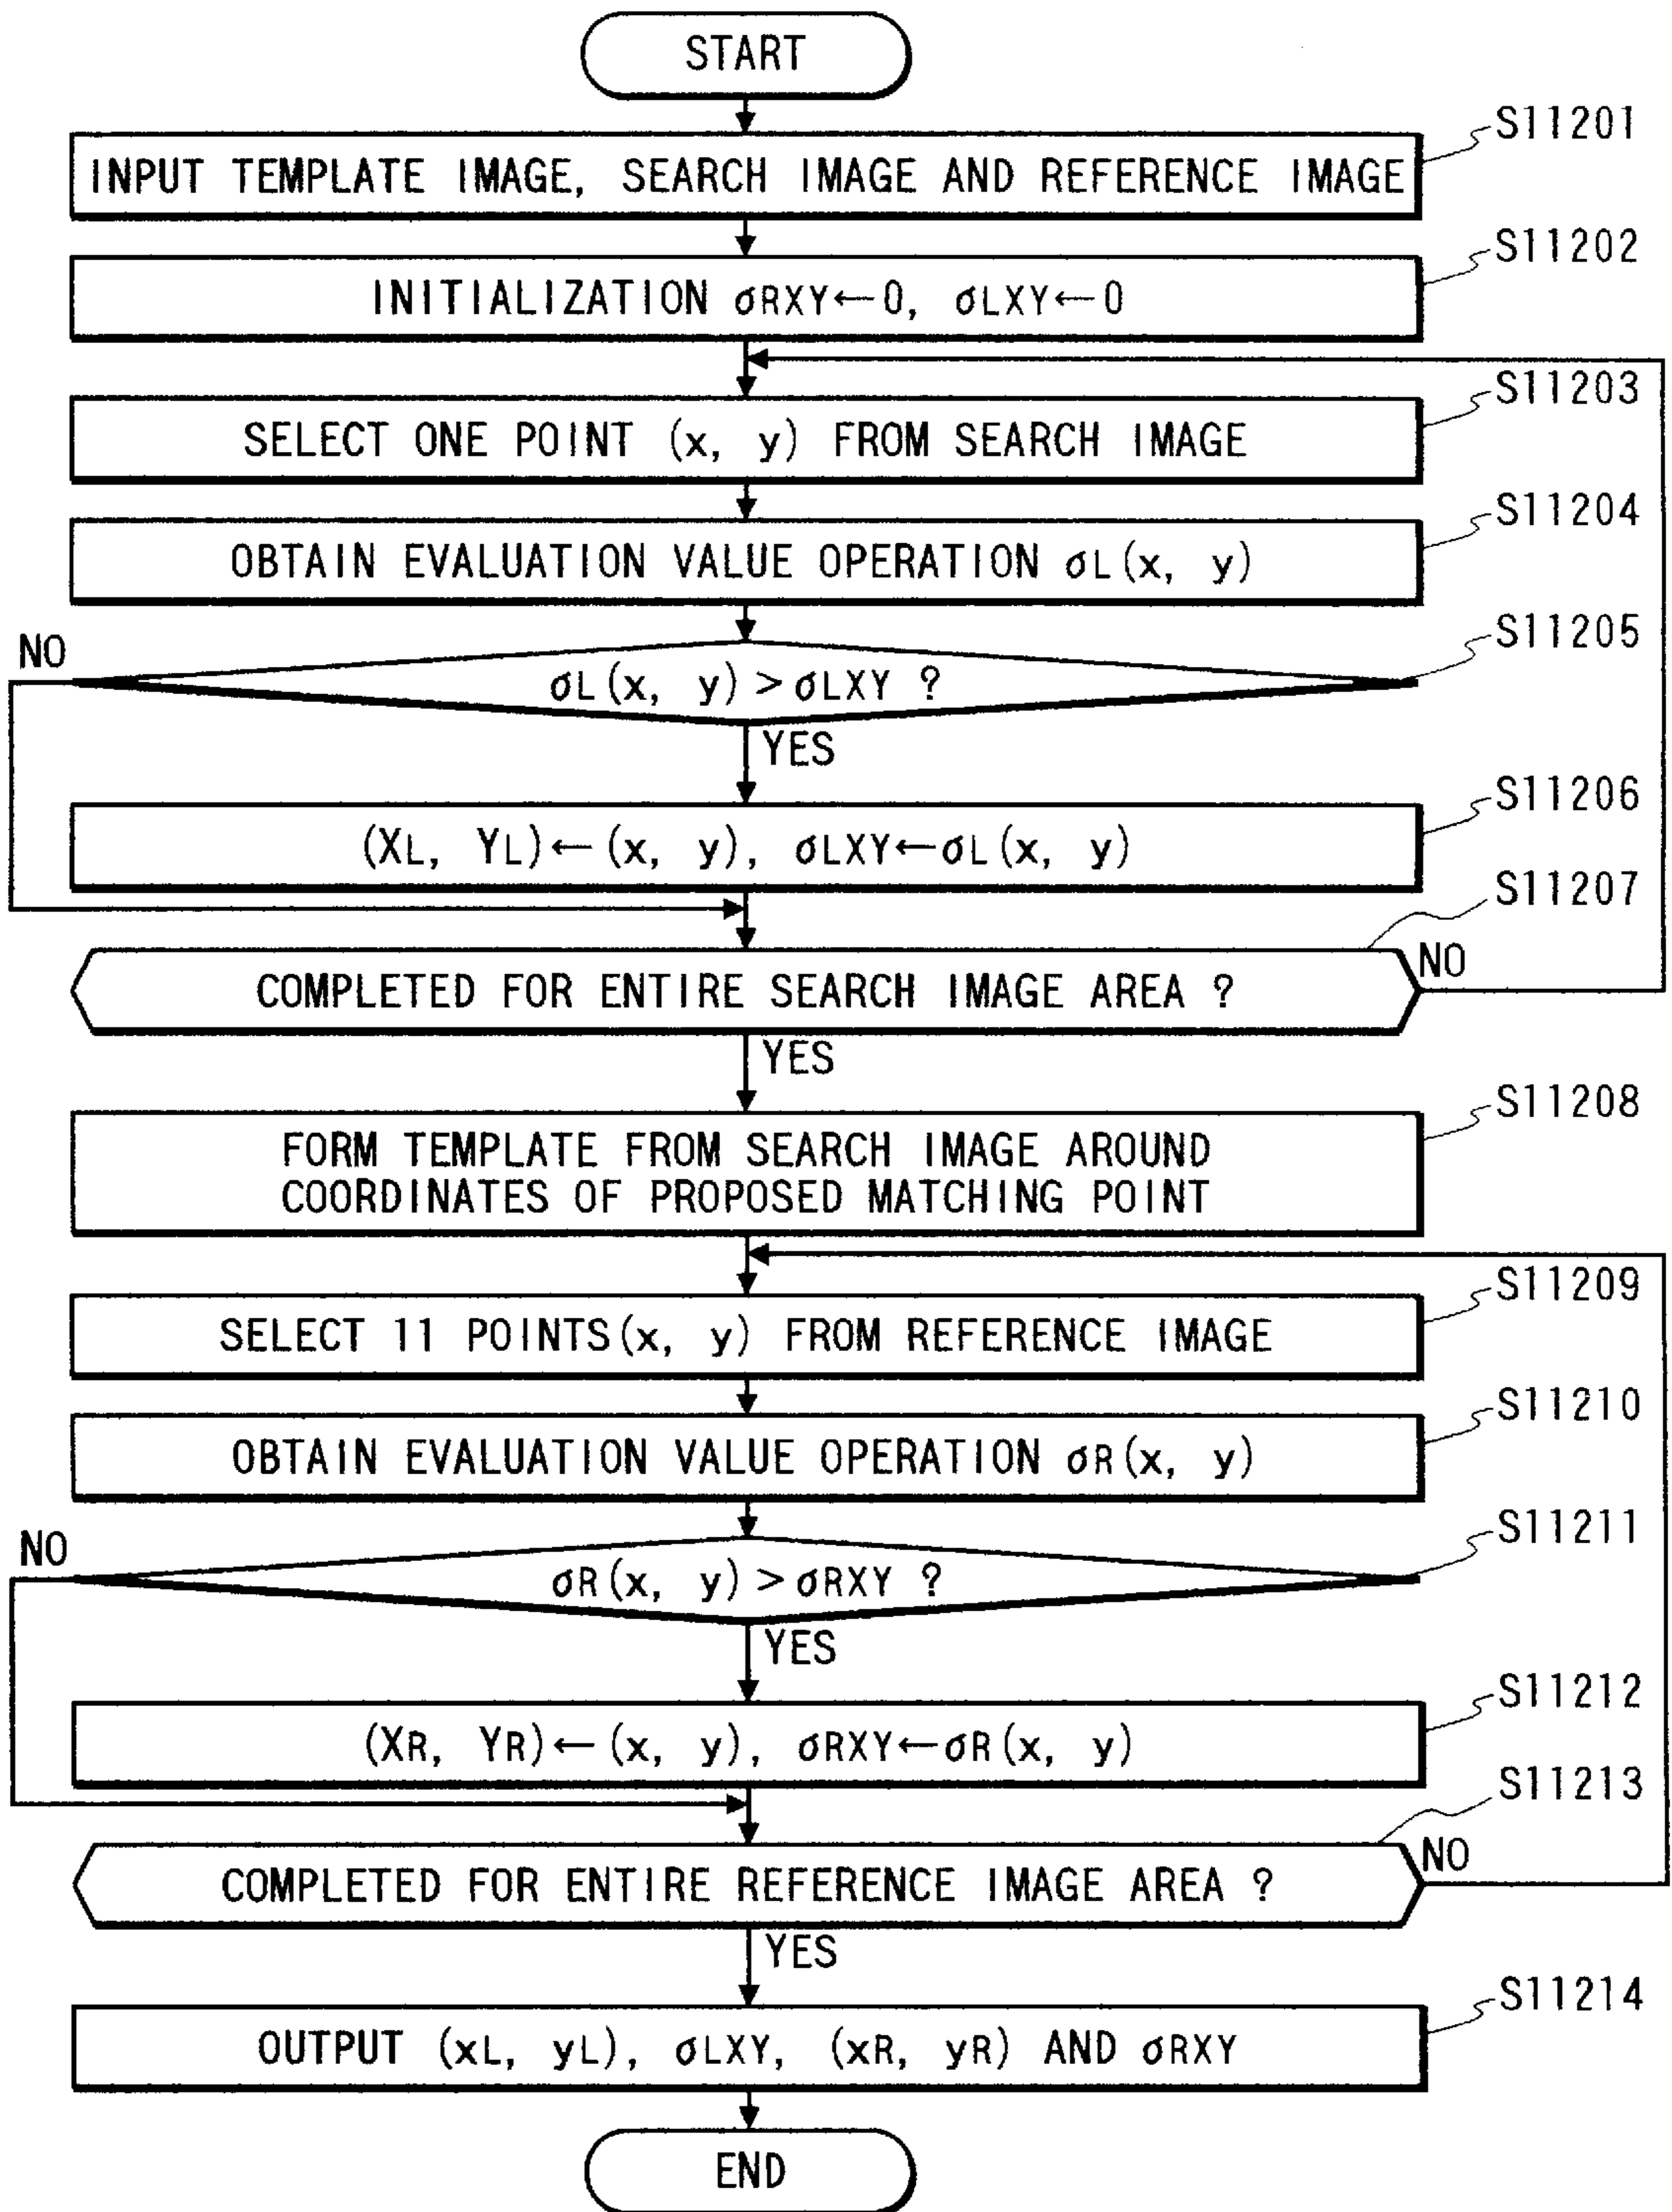 START
S11201
INPUT TEMPLATE IMAGE, SEARCH IMAGE AND REFERENCE IMAGE
S11202
INITIALIZATION σRXY←0, σLXY←0
S11203
SELECT ONE POINT (x, y) FROM SEARCH IMAGE
S11204
OBTAIN EVALUATION VALUE OPERATION σL(x, y)
S11205
NO
σL(x, y) > σLXY ?
YES
S11206
(XL, YL)←(x, y), σLXY←σL(x, y)
S11207
NO
COMPLETED FOR ENTIRE SEARCH IMAGE AREA ?
YES
S11208
FORM TEMPLATE FROM SEARCH IMAGE AROUND
COORDINATES OF PROPOSED MATCHING POINT
S11209
SELECT 11 POINTS(x, y) FROM REFERENCE IMAGE
S11210
OBTAIN EVALUATION VALUE OPERATION σR(x, y)
S11211
NO
σR(x, y) > σRXY ?
YES
S11212
(XR, YR)←(x, y), σRXY←σR(x, y)
S11213
NO
COMPLETED FOR ENTIRE REFERENCE IMAGE AREA ?
YES
S11214
OUTPUT (xL, yL), σLXY, (xR, yR) AND σRXY
END